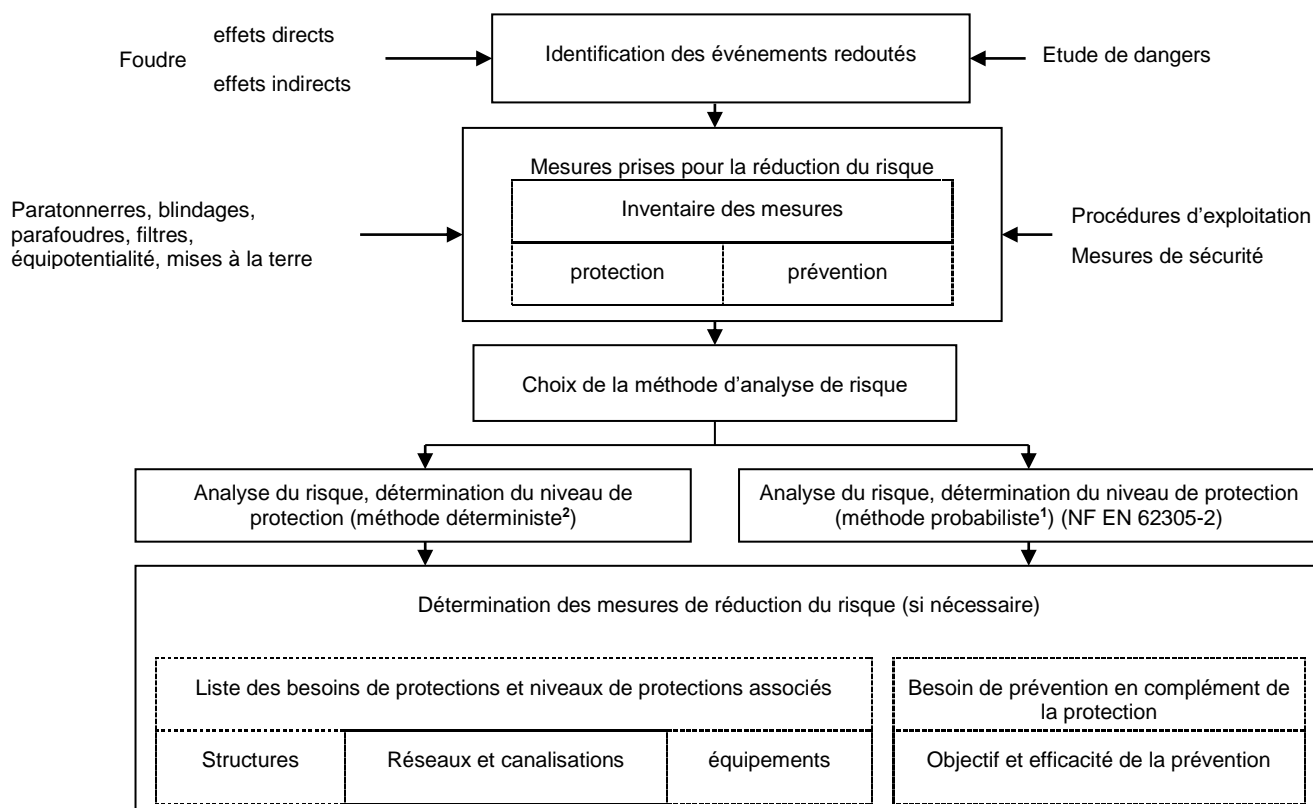 effets directs
Foudre
effets indirects
Identification des événements redoutés
Etude de dangers
Mesures prises pour la réduction du risque
Inventaire des mesures
protection
prévention
Paratonnerres, blindages,
parafoudres, filtres,
équipotentialité, mises à la terre
Procédures d’exploitation
Mesures de sécurité
Choix de la méthode d’analyse de risque
Analyse du risque, détermination du niveau de
protection (méthode déterministe²)
Analyse du risque, détermination du niveau de protection
(méthode probabiliste¹) (NF EN 62305-2)
Détermination des mesures de réduction du risque (si nécessaire)
Liste des besoins de protections et niveaux de protections associés
Structures
Réseaux et canalisations
équipements
Besoin de prévention en complément de
la protection
Objectif et efficacité de la prévention